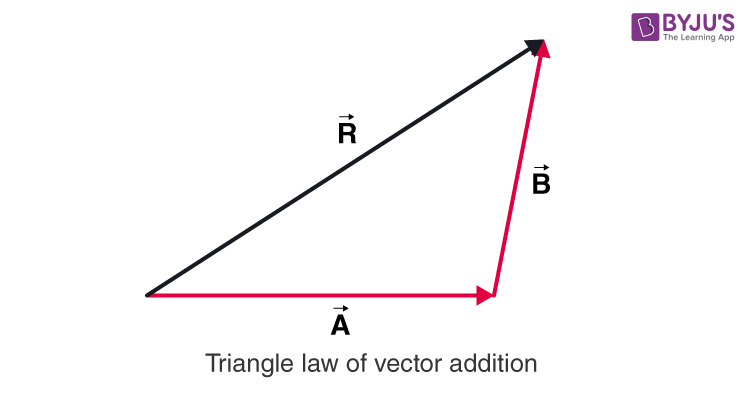 BYJU'S
The Learning App
R
B
A
Triangle law of vector addition